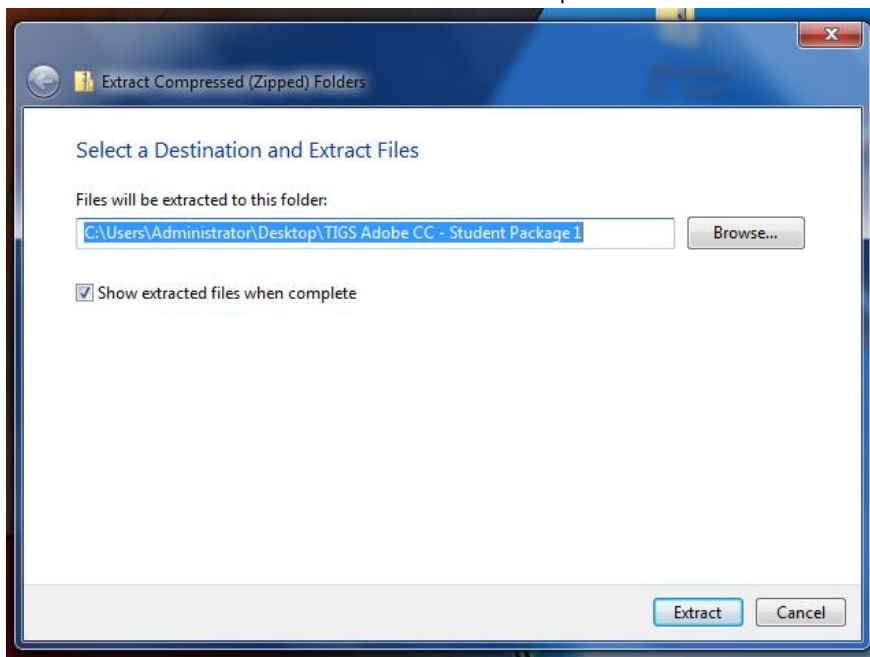 Extract Compressed (Zipped) Folders
Select a Destination and Extract Files
Files will be extracted to this folder:
C:\Users\Administrator\Desktop\TIGS Adobe CC - Student Package 1
Browse...
Show extracted files when complete
Extract
Cancel